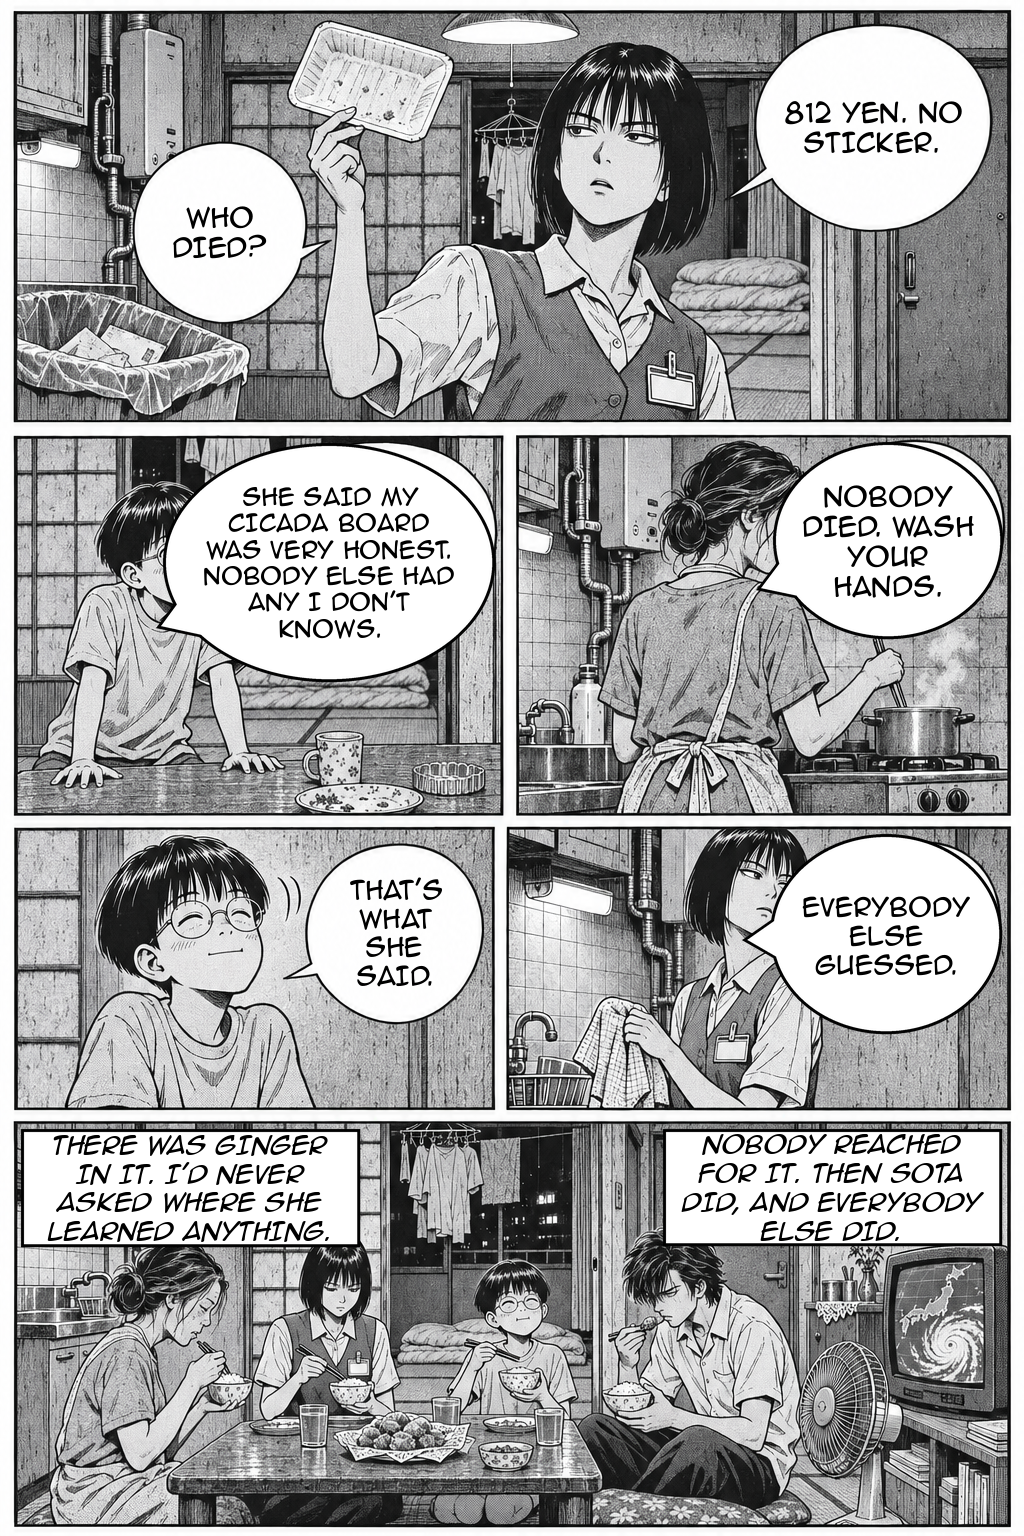 WHO
DIED?
812 YEN. NO
STICKER.
SHE SAID MY
CICADA BOARD
WAS VERY HONEST.
NOBODY ELSE HAD
ANY I DON'T
KNOWS.
NOBODY
DIED. WASH
YOUR
HANDS.
THAT'S
WHAT
SHE
SAID.
EVERYBODY
ELSE
GUESSED.
THERE WAS GINGER
IN IT. I'D NEVER
ASKED WHERE SHE
LEARNED ANYTHING.
NOBODY REACHED
FOR IT. THEN SOTA
DID, AND EVERYBODY
ELSE DID.